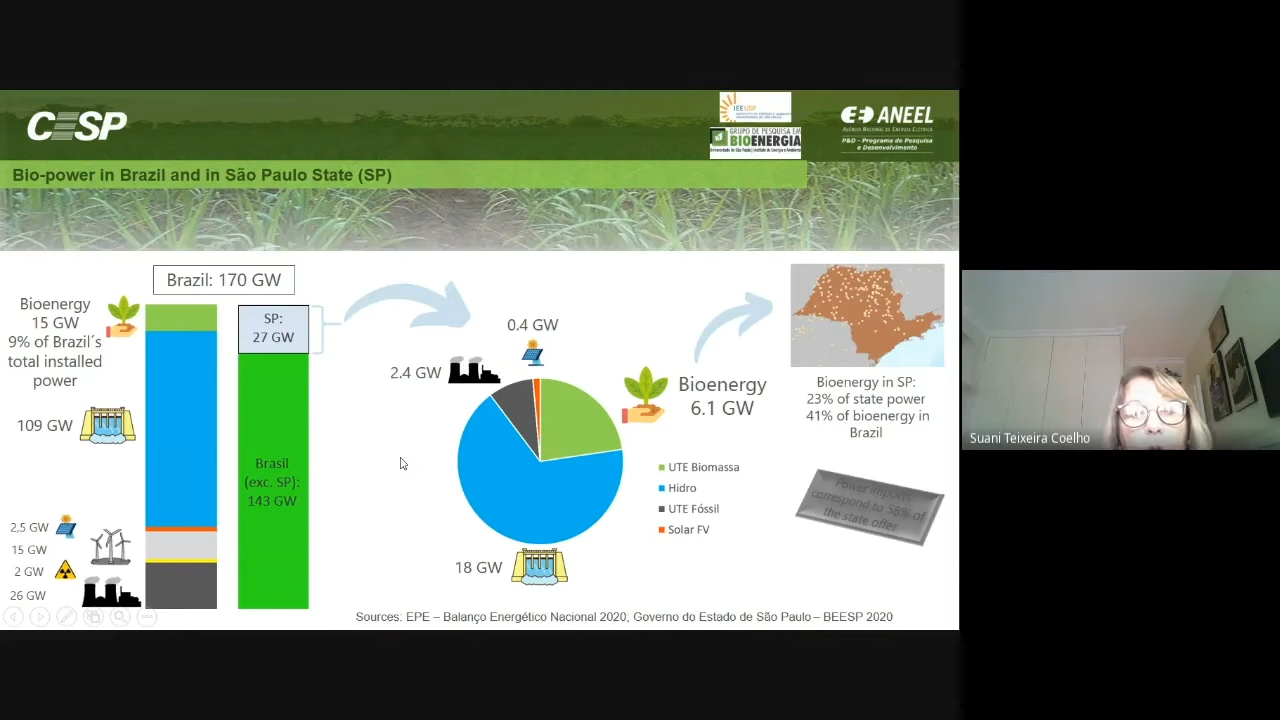 CESP
IEEUSP
GRUPO DE PESQUISA EM
BIOENERGIA
ANEEL
AGÊNCIA NACIONAL DE ENERGIA ELÉTRICA
P&D - Programa de Pesquisa
e Desenvolvimento
Bio-power in Brazil and in São Paulo State (SP)
Brazil: 170 GW
Bioenergy
15 GW
9% of Brazil´s
total installed
power
109 GW
2,5 GW
15 GW
2 GW
26 GW
SP:
27 GW
Brasil
(exc. SP):
143 GW
0.4 GW
2.4 GW
Bioenergy
6.1 GW
18 GW
UTE Biomassa
Hidro
UTE Fóssil
Solar FV
Bioenergy in SP:
23% of state power
41% of bioenergy in
Brazil
Power imports
correspond to 58% of
the state offer
Sources: EPE – Balanço Energético Nacional 2020; Governo do Estado de São Paulo – BEESP 2020
Suani Teixeira Coelho